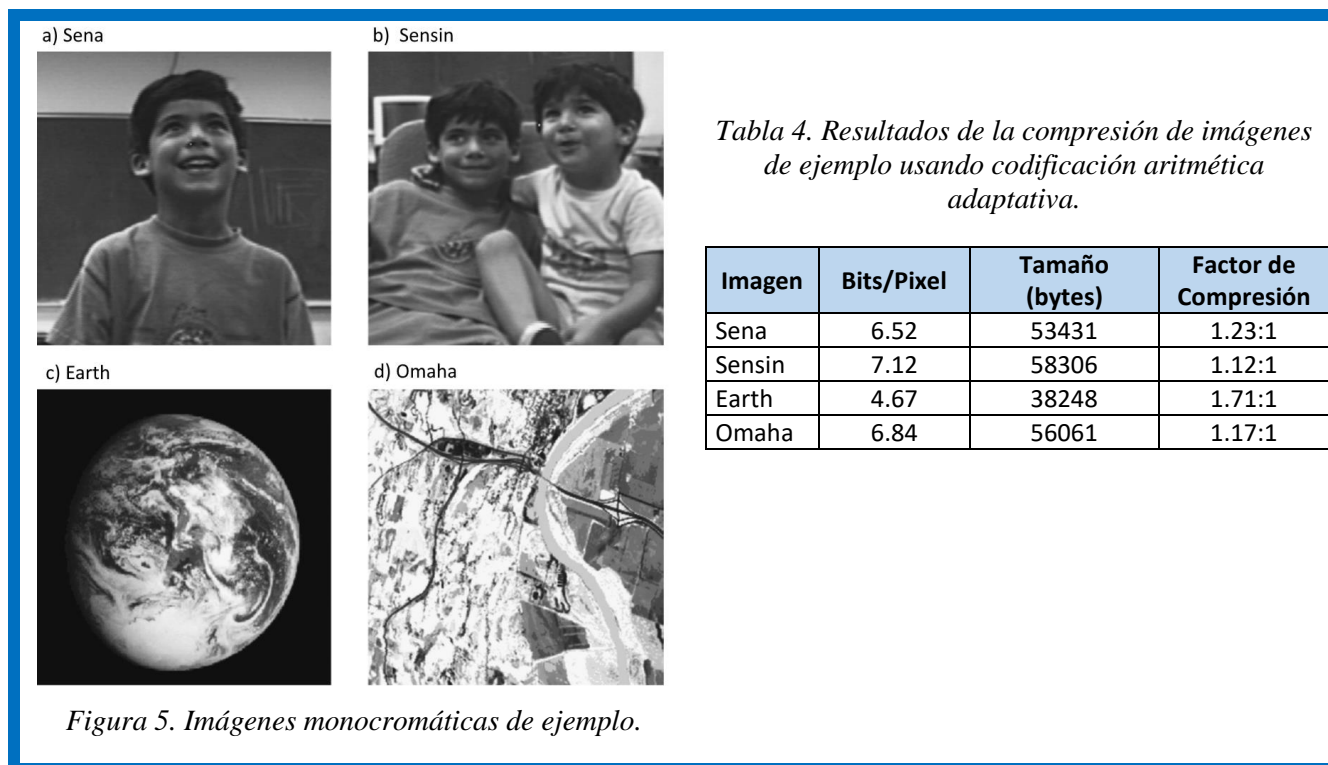 a) Sena
b) Sensin
c) Earth
d) Omaha
Figura 5. Imágenes monocromáticas de ejemplo.
Tabla 4. Resultados de la compresión de imágenes
de ejemplo usando codificación aritmética
adaptativa.
Imagen Bits/Pixel Tamaño (bytes) Factor de Compresión
Sena 6.52 53431 1.23:1
Sensin 7.12 58306 1.12:1
Earth 4.67 38248 1.71:1
Omaha 6.84 56061 1.17:1